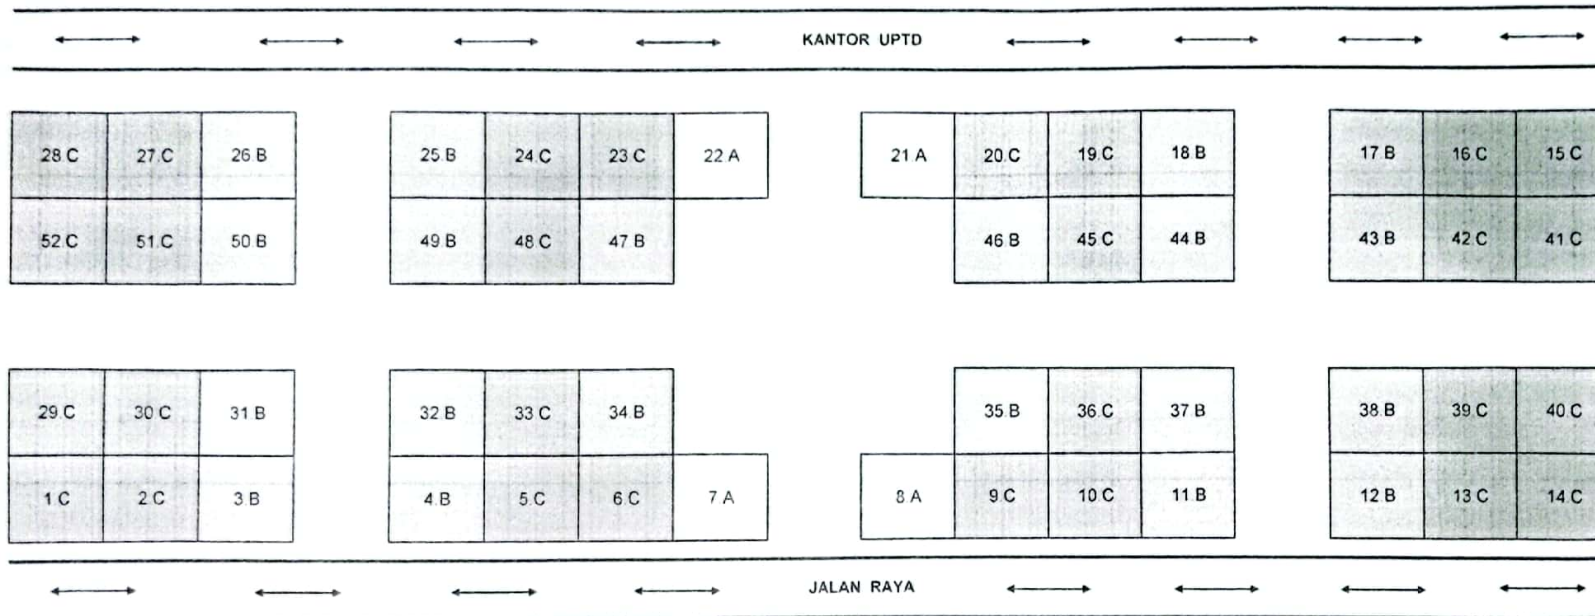 KANTOR UPTD
28.C 27.C 26.B 25.B 24.C 23.C 22 A 21 A 20.C 19.C 18.B 17.B 16.C 15.C
52.C 51.C 50.B 49.B 48.C 47.B 46.B 45.C 44.B 43.B 42.C 41.C
29.C 30.C 31.B 32.B 33.C 34.B 35.B 36.C 37.B 38.B 39.C 40.C
1.C 2.C 3.B 4.B 5.C 6.C 7 A 8 A 9.C 10.C 11.B 12.B 13.C 14.C
JALAN RAYA